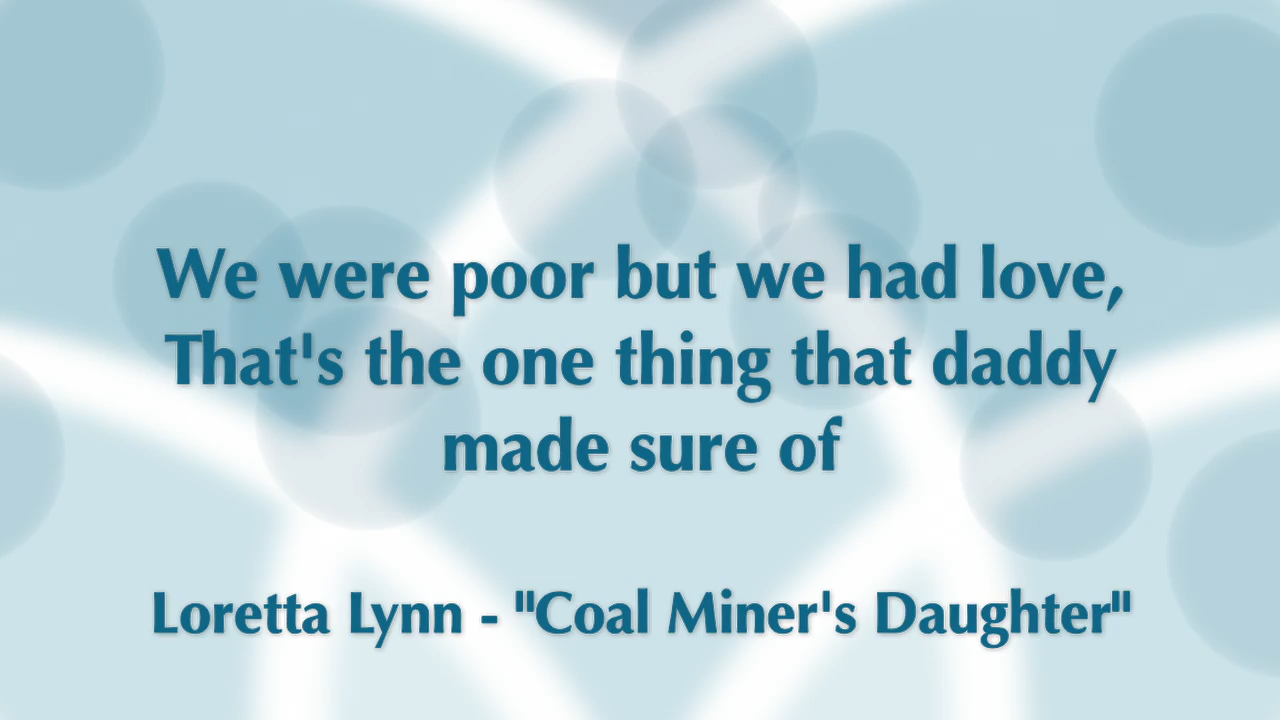 We were poor but we had love,
That's the one thing that daddy
made sure of
Loretta Lynn - "Coal Miner's Daughter"